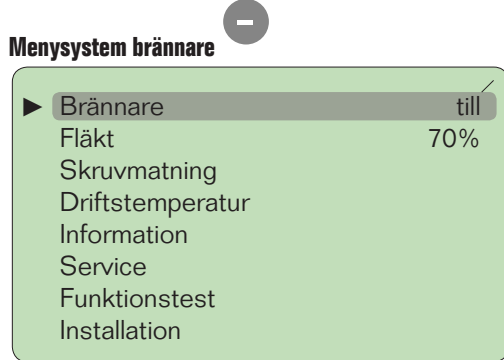 Menysystem brännare
Brännare till
Fläkt 70%
Skruvmatning
Driftstemperatur
Information
Service
Funktionstest
Installation